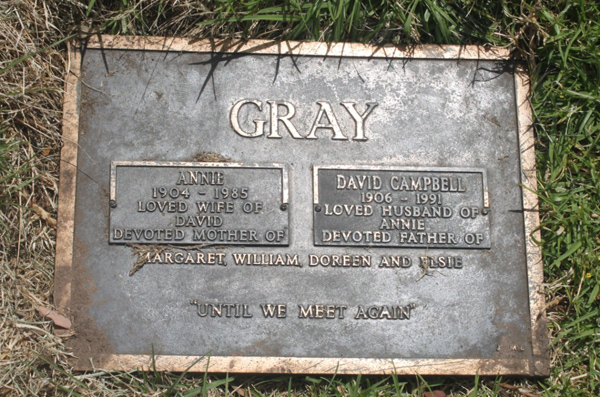 GRAY
ANNIE
1904 - 1985
LOVED WIFE OF
DAVID
DEVOTED MOTHER OF
DAVID CAMPBELL
1906 - 1991
LOVED HUSBAND OF
ANNIE
DEVOTED FATHER OF
MARGARET, WILLIAM, DOREEN AND ELSIE
"UNTIL WE MEET AGAIN"